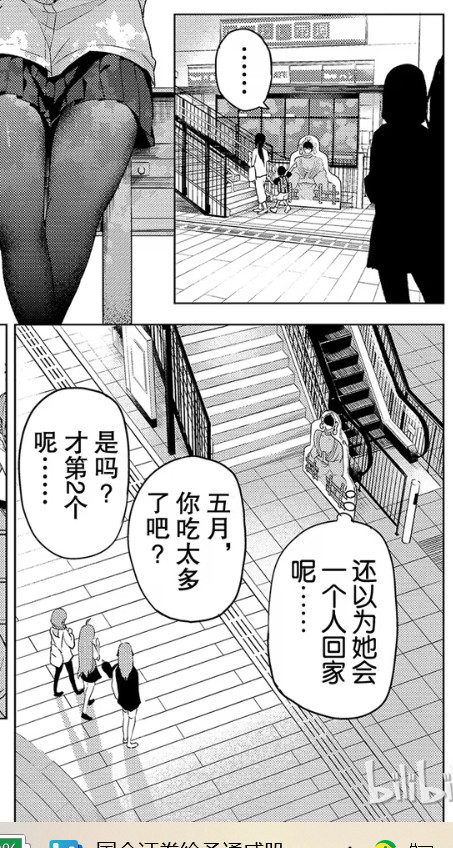 ……
还以为她会
一个人回家
呢……
五月，
你吃太多
了吧？
是吗？
才第2个
呢……
bilibi